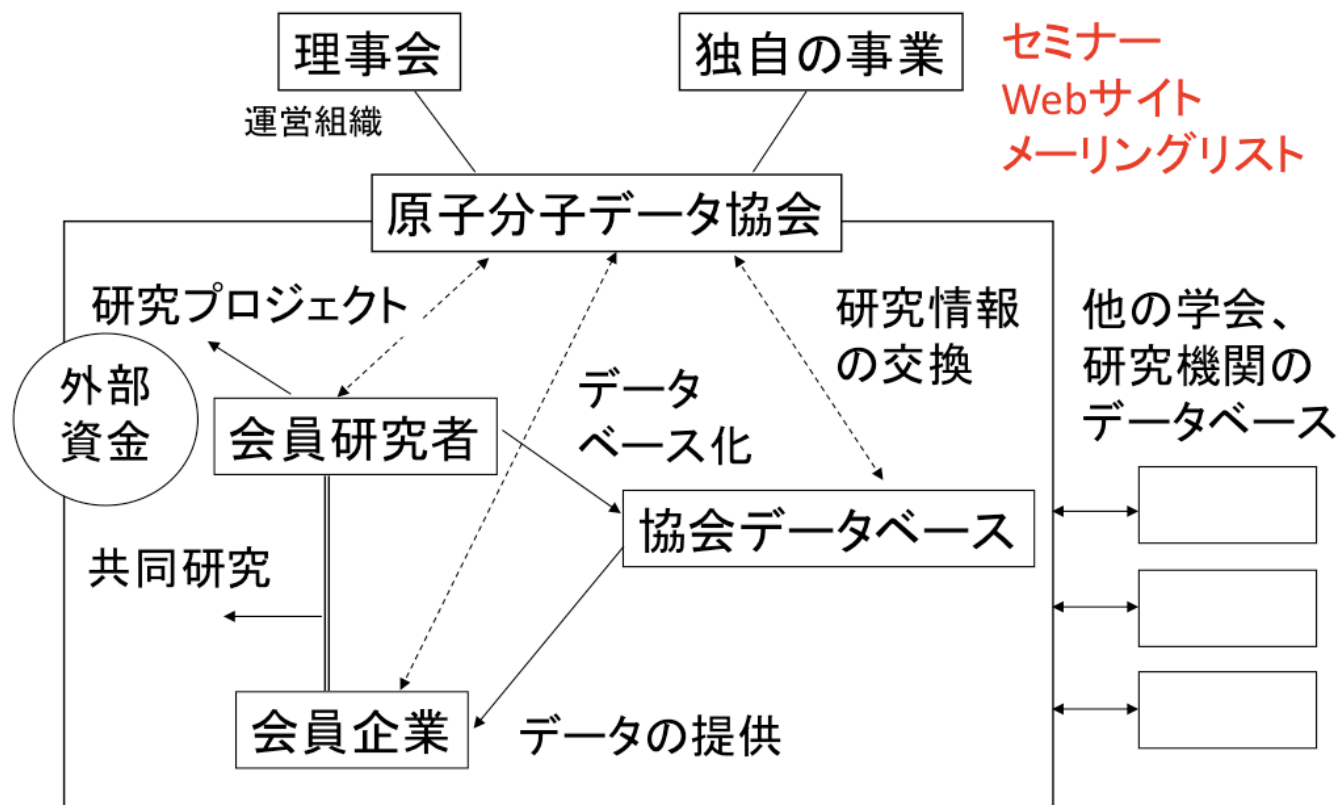 理事会
独自の事業
セミナー
Webサイト
メーリングリスト
運営組織
原子分子データ協会
研究プロジェクト
研究情報
の交換
他の学会、
研究機関の
データベース
外部
資金
データ
ベース化
会員研究者
協会データベース
共同研究
会員企業
データの提供